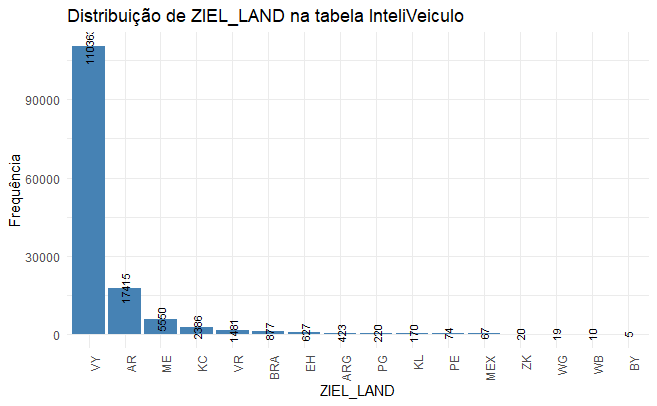 Distribuição de ZIEL_LAND na tabela InteliVeiculo
Frequência
90000
60000
30000
0
17415
5550
2386
1481
877
627
423
220
170
74
67
20
19
10
5
VY
AR
ME
KC
VR
BRA
EH
ARG
PG
KL
PE
MEX
ZK
WG
WB
BY
ZIEL_LAND